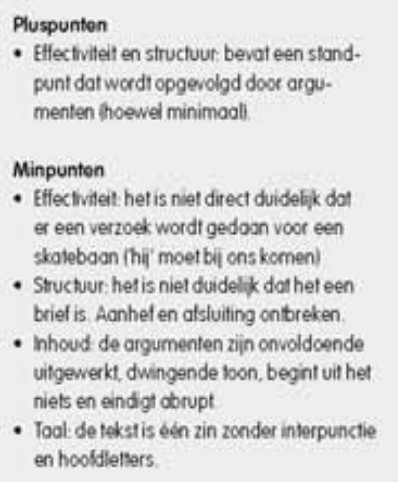 Pluspunten
• Effectiviteit en structuur: bevat een stand-
punt dat wordt opgevolgd door argu-
menten (hoewel minimaal).
Minpunten
• Effectiviteit: het is niet direct duidelijk dat
er een verzoek wordt gedaan voor een
skatebaan ('hij' moet bij ons komen)
• Structuur: het is niet duidelijk dat het een
brief is. Aanhef en afsluiting ontbreken.
• Inhoud: de argumenten zijn onvoldoende
uitgewerkt, dwingende toon, begint uit het
niets en eindigt abrupt.
• Taal: de tekst is één zin zonder interpunctie
en hoofdletters.